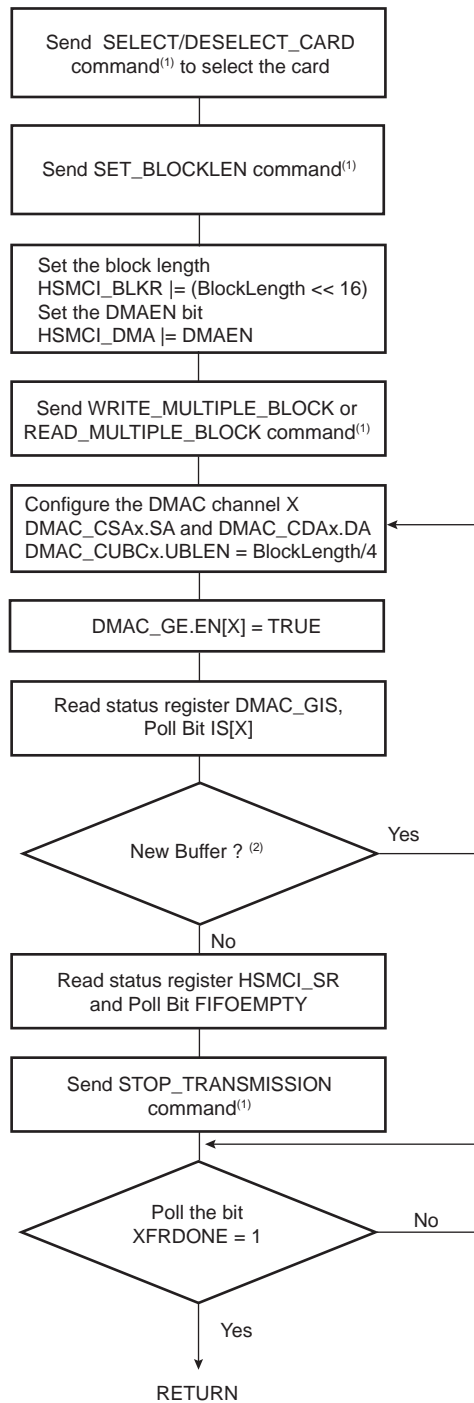 Send SELECT/DESELECT_CARD
command(1) to select the card
Send SET_BLOCKLEN command(1)
Set the block length
HSMCI_BLKR |= (BlockLength << 16)
Set the DMAEN bit
HSMCI_DMA |= DMAEN
Send WRITE_MULTIPLE_BLOCK or
READ_MULTIPLE_BLOCK command(1)
Configure the DMAC channel X
DMAC_CSAx.SA and DMAC_CDAx.DA
DMAC_CUBCx.UBLEN = BlockLength/4
DMAC_GE.EN[X] = TRUE
Read status register DMAC_GIS,
Poll Bit IS[X]
New Buffer ? (2)
Yes
No
Read status register HSMCI_SR
and Poll Bit FIFOEMPTY
Send STOP_TRANSMISSION
command(1)
Poll the bit
XFRDONE = 1
No
Yes
RETURN